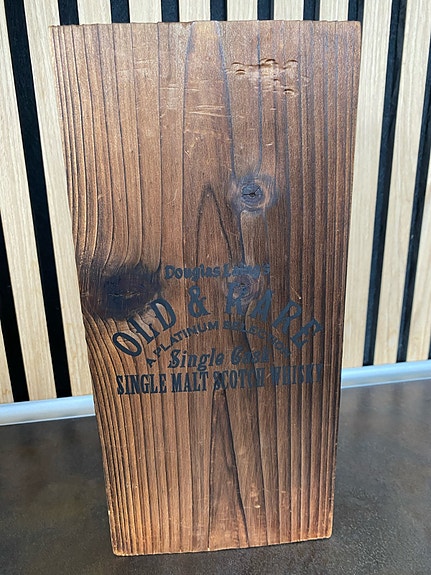 Douglas Laing's
OLD & RARE
A PLATINUM SELECTION
Single Cask
SINGLE MALT SCOTCH WHISKY